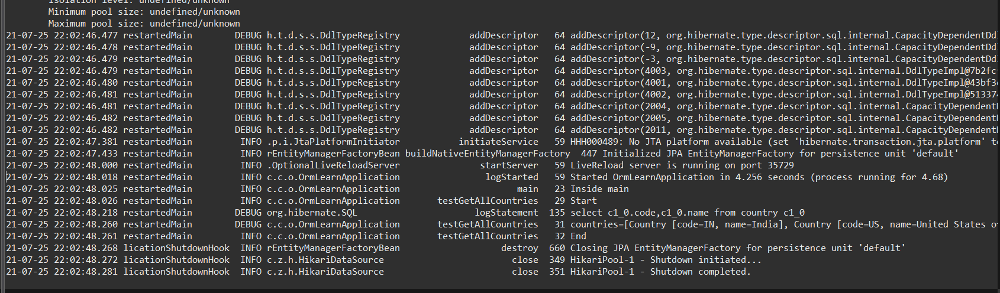 Isolation level: undefined/unknown
Minimum pool size: undefined/unknown
Maximum pool size: undefined/unknown
21-07-25 22:02:46.477 restartedMain DEBUG h.t.d.s.s.DdlTypeRegistry addDescriptor 64 addDescriptor(12, org.hibernate.type.descriptor.sql.internal.CapacityDependentDd
21-07-25 22:02:46.478 restartedMain DEBUG h.t.d.s.s.DdlTypeRegistry addDescriptor 64 addDescriptor(-9, org.hibernate.type.descriptor.sql.internal.CapacityDependentDd
21-07-25 22:02:46.479 restartedMain DEBUG h.t.d.s.s.DdlTypeRegistry addDescriptor 64 addDescriptor(-3, org.hibernate.type.descriptor.sql.internal.CapacityDependentDd
21-07-25 22:02:46.479 restartedMain DEBUG h.t.d.s.s.DdlTypeRegistry addDescriptor 64 addDescriptor(4003, org.hibernate.type.descriptor.sql.internal.DdlTypeImpl@7b2fc
21-07-25 22:02:46.480 restartedMain DEBUG h.t.d.s.s.DdlTypeRegistry addDescriptor 64 addDescriptor(4001, org.hibernate.type.descriptor.sql.internal.DdlTypeImpl@43bf3
21-07-25 22:02:46.481 restartedMain DEBUG h.t.d.s.s.DdlTypeRegistry addDescriptor 64 addDescriptor(4002, org.hibernate.type.descriptor.sql.internal.DdlTypeImpl@51337
21-07-25 22:02:46.481 restartedMain DEBUG h.t.d.s.s.DdlTypeRegistry addDescriptor 64 addDescriptor(2004, org.hibernate.type.descriptor.sql.internal.CapacityDependent
21-07-25 22:02:46.482 restartedMain DEBUG h.t.d.s.s.DdlTypeRegistry addDescriptor 64 addDescriptor(2005, org.hibernate.type.descriptor.sql.internal.CapacityDependent
21-07-25 22:02:46.482 restartedMain DEBUG h.t.d.s.s.DdlTypeRegistry addDescriptor 64 addDescriptor(2011, org.hibernate.type.descriptor.sql.internal.CapacityDependent
21-07-25 22:02:47.381 restartedMain INFO .p.i.JtaPlatformInitiator initiateService 59 HHH000489: No JTA platform available (set 'hibernate.transaction.jta.platform' t
21-07-25 22:02:47.433 restartedMain INFO rEntityManagerFactoryBean buildNativeEntityManagerFactory 447 Initialized JPA EntityManagerFactory for persistence unit 'default'
21-07-25 22:02:48.000 restartedMain INFO .OptionalLiveReloadServer startServer 59 LiveReload server is running on port 35729
21-07-25 22:02:48.018 restartedMain INFO c.c.o.OrmLearnApplication logStarted 59 Started OrmLearnApplication in 4.256 seconds (process running for 4.68)
21-07-25 22:02:48.025 restartedMain INFO c.c.o.OrmLearnApplication main 23 Inside main
21-07-25 22:02:48.026 restartedMain INFO c.c.o.OrmLearnApplication testGetAllCountries 29 Start
21-07-25 22:02:48.218 restartedMain DEBUG org.hibernate.SQL logStatement 135 select c1_0.code,c1_0.name from country c1_0
21-07-25 22:02:48.260 restartedMain DEBUG c.c.o.OrmLearnApplication testGetAllCountries 31 countries=[Country [code=IN, name=India], Country [code=US, name=United States o
21-07-25 22:02:48.261 restartedMain INFO c.c.o.OrmLearnApplication testGetAllCountries 32 End
21-07-25 22:02:48.268 licationShutdownHook INFO rEntityManagerFactoryBean destroy 660 Closing JPA EntityManagerFactory for persistence unit 'default'
21-07-25 22:02:48.272 licationShutdownHook INFO c.z.h.HikariDataSource close 349 HikariPool-1 - Shutdown initiated...
21-07-25 22:02:48.281 licationShutdownHook INFO c.z.h.HikariDataSource close 351 HikariPool-1 - Shutdown completed.